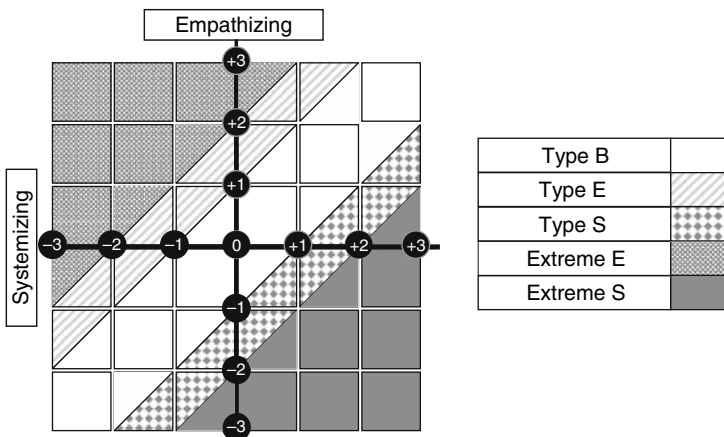 Empathizing
+3
+2
+1
Systemizing
−3 −2 −1 0 +1 +2 +3
−1
−2
−3
Type B
Type E
Type S
Extreme E
Extreme S